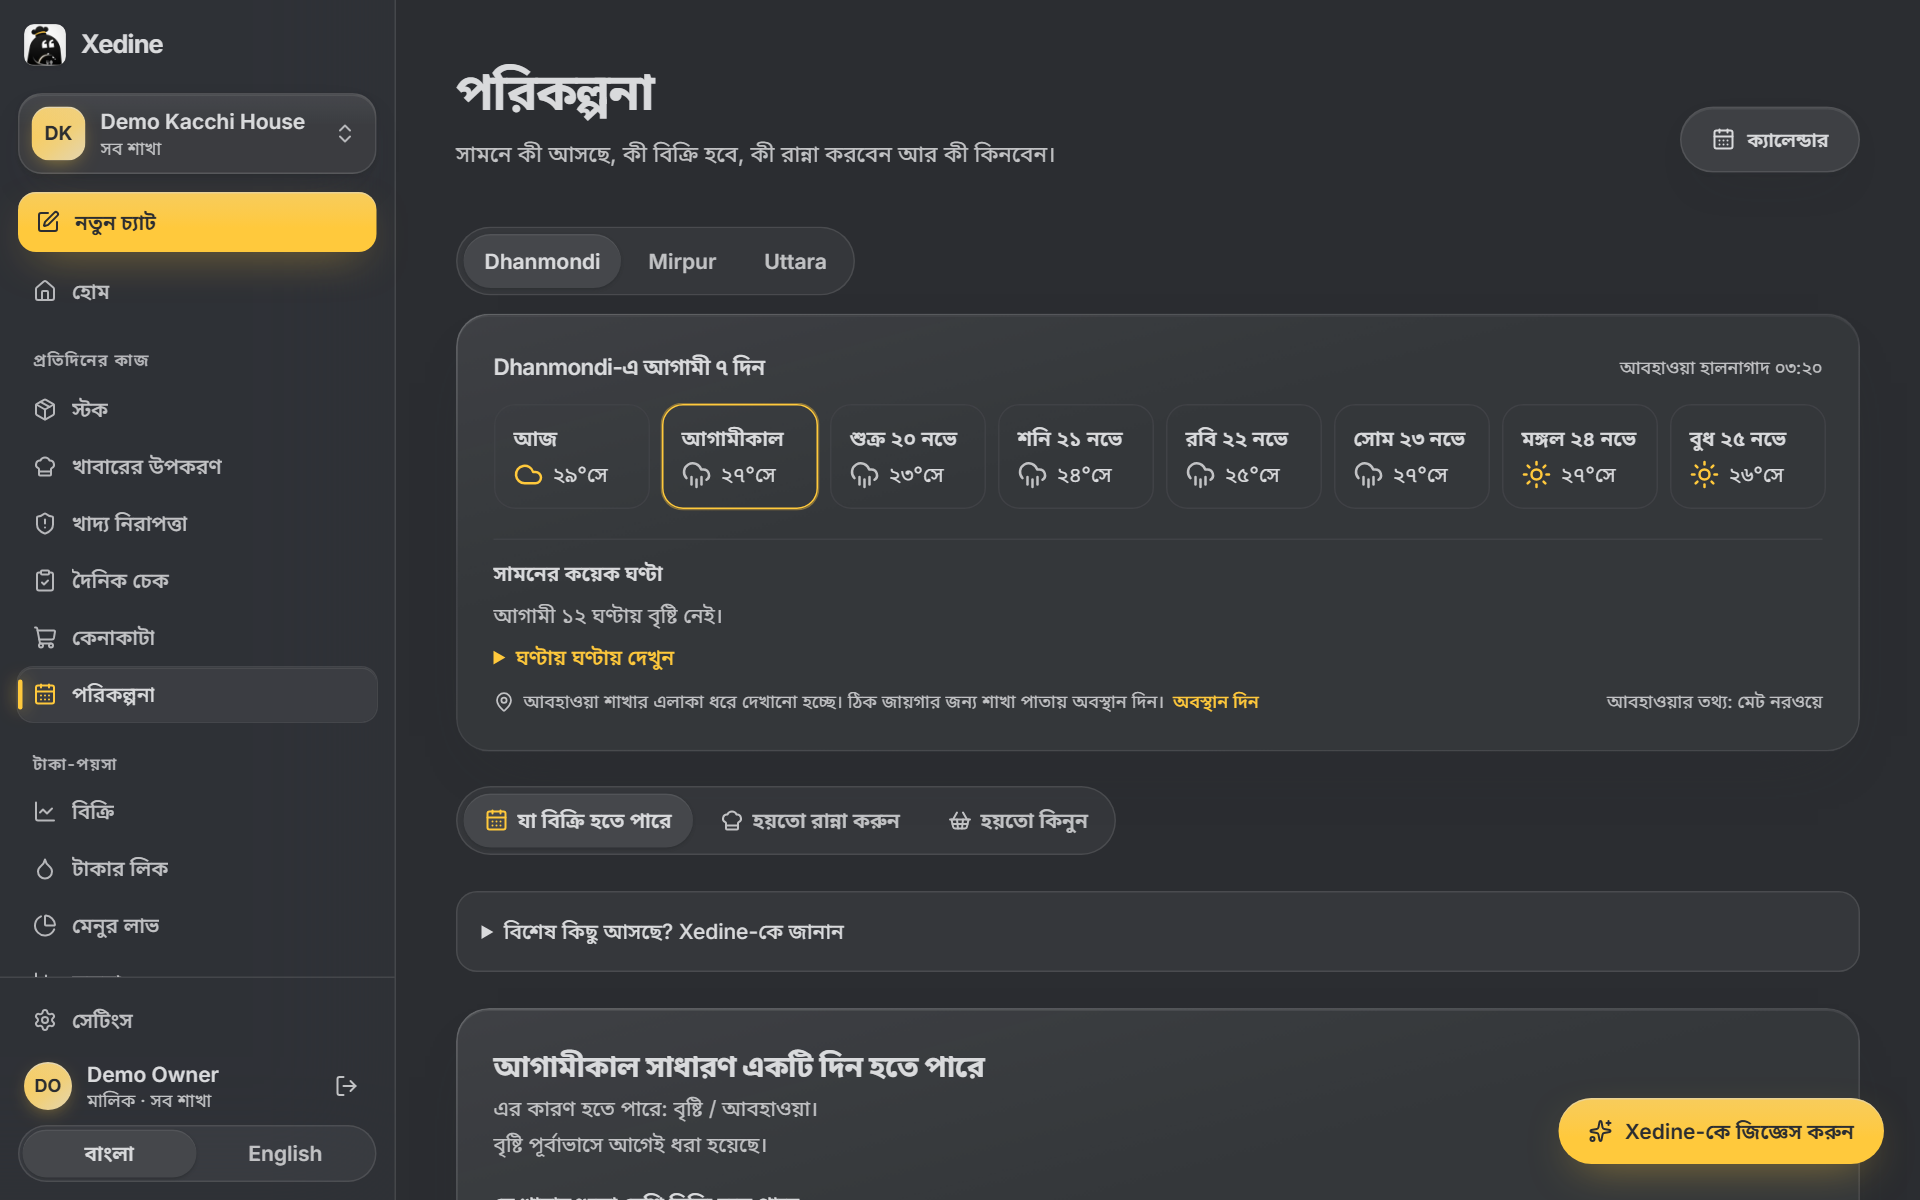 Xedine
DK
Demo Kacchi House
সব শাখা
নতুন চ্যাট
হোম
প্রতিদিনের কাজ
স্টক
খাবারের উপকরণ
খাদ্য নিরাপত্তা
দৈনিক চেক
কেনাকাটা
পরিকল্পনা
টাকা-পয়সা
বিক্রি
টাকার লিক
মেনুর লাভ
সেটিংস
DO
Demo Owner
মালিক · সব শাখা
বাংলা English
পরিকল্পনা
সামনে কী আসছে, কী বিক্রি হবে, কী রান্না করবেন আর কী কিনবেন।
ক্যালেন্ডার
Dhanmondi Mirpur Uttara
Dhanmondi-এ আগামী ৭ দিন
আবহাওয়া হালনাগাদ ০৩:২০
আজ
২৯°সে
আগামীকাল
২৭°সে
শুক্র ২০ নভে
২৩°সে
শনি ২১ নভে
২৪°সে
রবি ২২ নভে
২৫°সে
সোম ২৩ নভে
২৭°সে
মঙ্গল ২৪ নভে
২৭°সে
বুধ ২৫ নভে
২৬°সে
সামনের কয়েক ঘণ্টা
আগামী ১২ ঘণ্টায় বৃষ্টি নেই।
ঘণ্টায় ঘণ্টায় দেখুন
আবহাওয়া শাখার এলাকা ধরে দেখানো হচ্ছে। ঠিক জায়গার জন্য শাখা পাতায় অবস্থান দিন। অবস্থান দিন
আবহাওয়ার তথ্য: মেট নরওয়ে
যা বিক্রি হতে পারে হয়তো রান্না করুন হয়তো কিনুন
বিশেষ কিছু আসছে? Xedine-কে জানান
আগামীকাল সাধারণ একটি দিন হতে পারে
এর কারণ হতে পারে: বৃষ্টি / আবহাওয়া।
বৃষ্টি পূর্বাভাসে আগেই ধরা হয়েছে।
Xedine-কে জিজ্ঞেস করুন